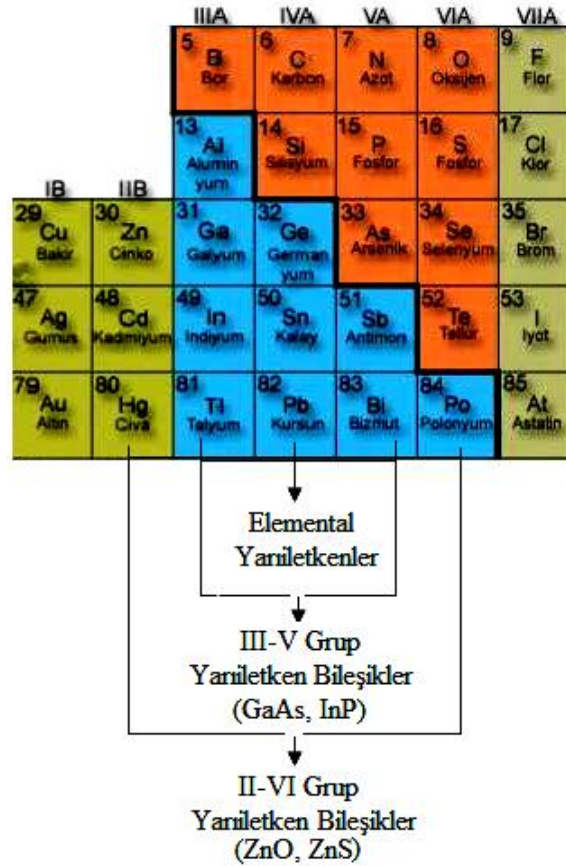 IIIA IVA VA VIA VIIA
5 6 7 8 9
B C N O F
Bor Karbon Azot Oksijen Flor
13 14 15 16 17
Al Si P S Cl
Alumin Silisyum Fosfor Fosfor Klor
yum
IB IIB
29 30 31 32 33 34 35
Cu Zn Ga Ge As Se Br
Bakir Cinko Galyum German Arsenik Selenyum Brom
yum
47 48 49 50 51 52 53
Ag Cd In Sn Sb Te I
Gumus Kadmiyum Indiyum Kalay Antimon Tellur Iyot
79 80 81 82 83 84 85
Au Hg Tl Pb Bi Po At
Altin Civa Talyum Kursun Bizmut Polonyum Astatin
Elemental
Yarıiletkenler
III-V Grup
Yarıiletken Bileşikler
(GaAs, InP)
II-VI Grup
Yarıiletken Bileşikler
(ZnO, ZnS)